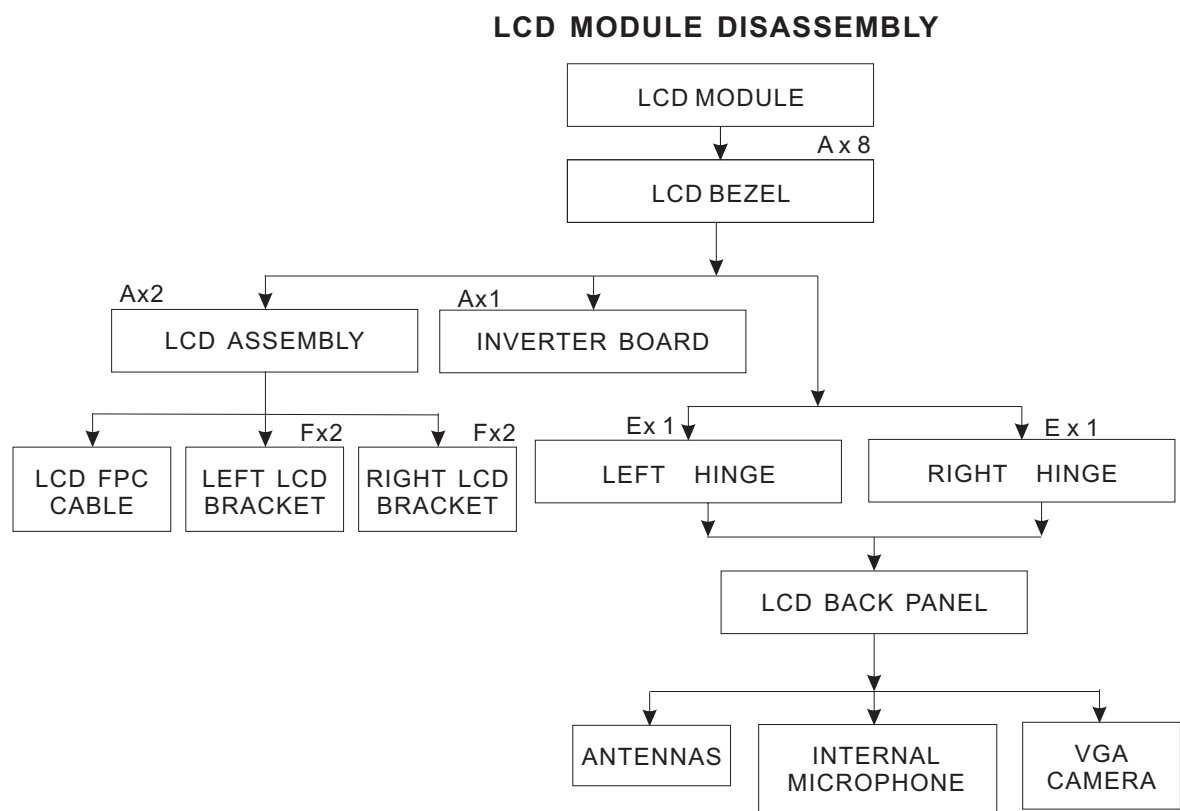 LCD MODULE DISASSEMBLY
LCD MODULE
A x 8
LCD BEZEL
Ax2
Ax1
LCD ASSEMBLY
INVERTER BOARD
Fx2
Fx2
Ex 1
E x 1
LCD FPC
CABLE
LEFT LCD
BRACKET
RIGHT LCD
BRACKET
LEFT HINGE
RIGHT HINGE
LCD BACK PANEL
ANTENNAS
INTERNAL
MICROPHONE
VGA
CAMERA